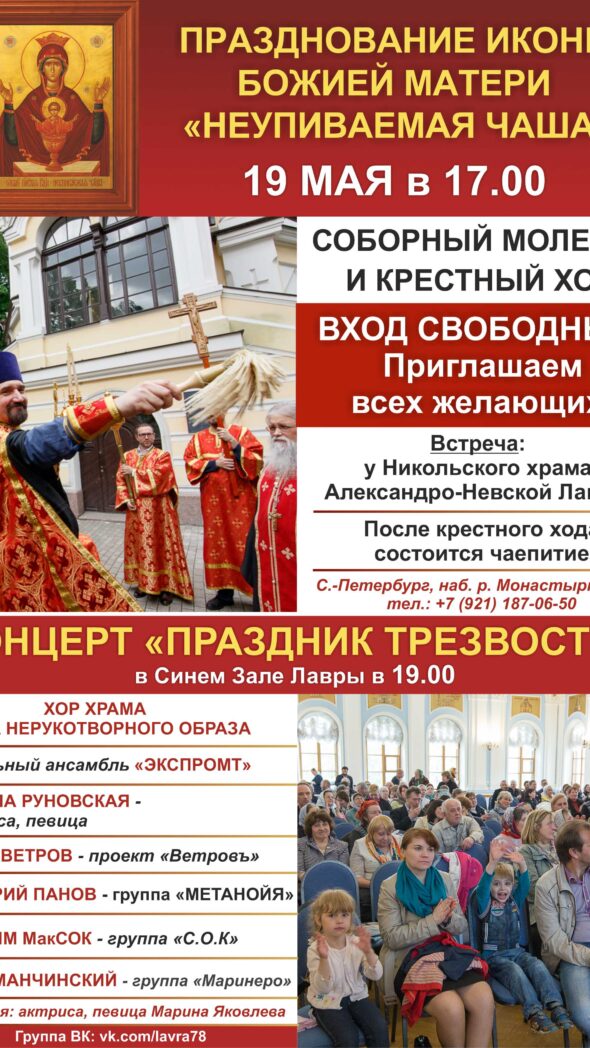 ПРАЗДНОВАНИЕ ИКОНЫ
БОЖИЕЙ МАТЕРИ
«НЕУПИВАЕМАЯ ЧАША
19 МАЯ в 17.00
СОБОРНЫЙ МОЛЕ
И КРЕСТНЫЙ ХО
ВХОД СВОБОДНЫ
Приглашаем
всех желающих
Встреча:
у Никольского храма
Александро-Невской Лав
После крестного хода
состоится чаепитие
С.-Петербург, наб. р. Монастырк
тел.: +7 (921) 187-06-50
ОНЦЕРТ «ПРАЗДНИК ТРЕЗВОСТ
в Синем Зале Лавры в 19.00
ХОР ХРАМА
НЕРУКОТВОРНОГО ОБРАЗА
ьный ансамбль «ЭКСПРОМТ»
НА РУНОВСКАЯ -
са, певица
ВЕТРОВ - проект «Ветровъ»
РИЙ ПАНОВ - группа «МЕТАНОЙЯ»
ИМ МакСОК - группа «С.О.К»
МАНЧИНСКИЙ - группа «Маринеро»
я: актриса, певица Марина Яковлева
Группа ВК: vk.com/lavra78